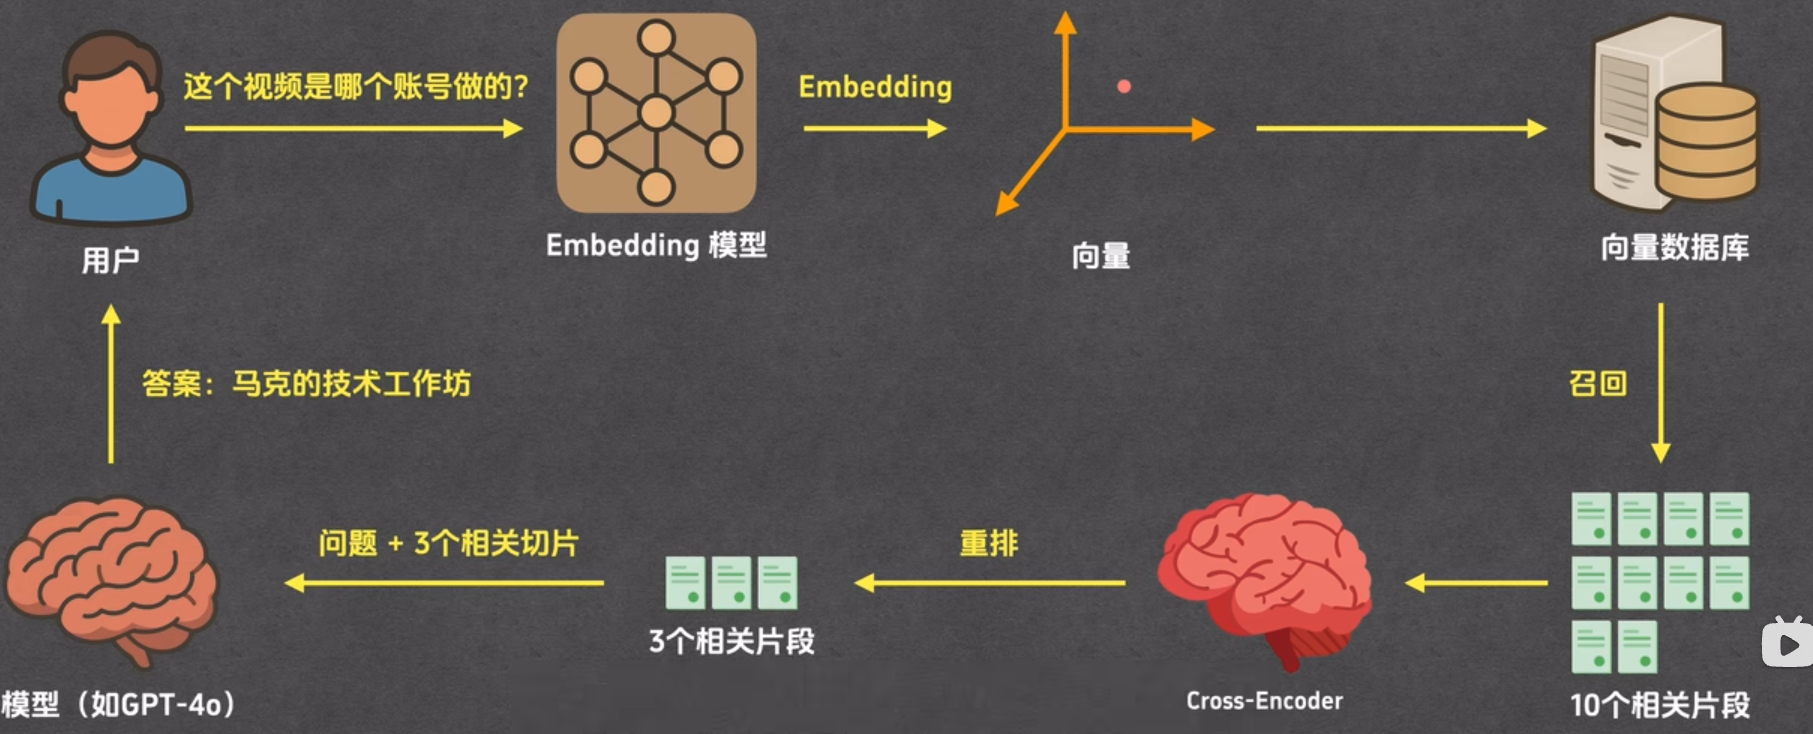 这个视频是哪个账号做的？
Embedding
用户
Embedding 模型
向量
向量数据库
答案：马克的技术工作坊
召回
问题 + 3个相关切片
重排
3个相关片段
模型（如GPT-4o）
Cross-Encoder
10个相关片段